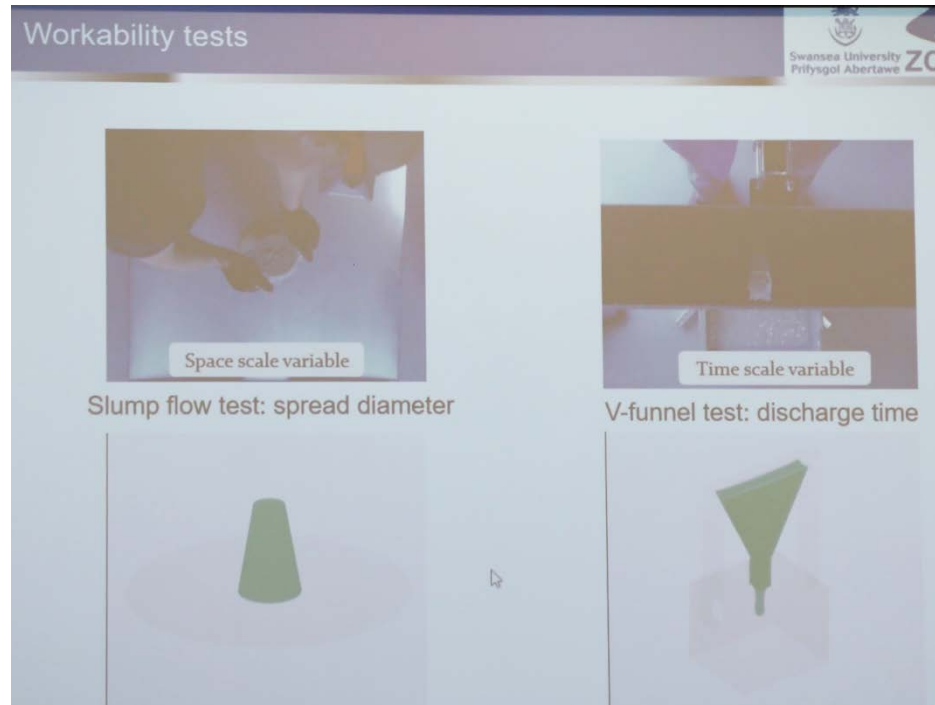 Workability tests
Swansea University
Prifysgol Abertawe
Space scale variable
Time scale variable
Slump flow test: spread diameter
V-funnel test: discharge time